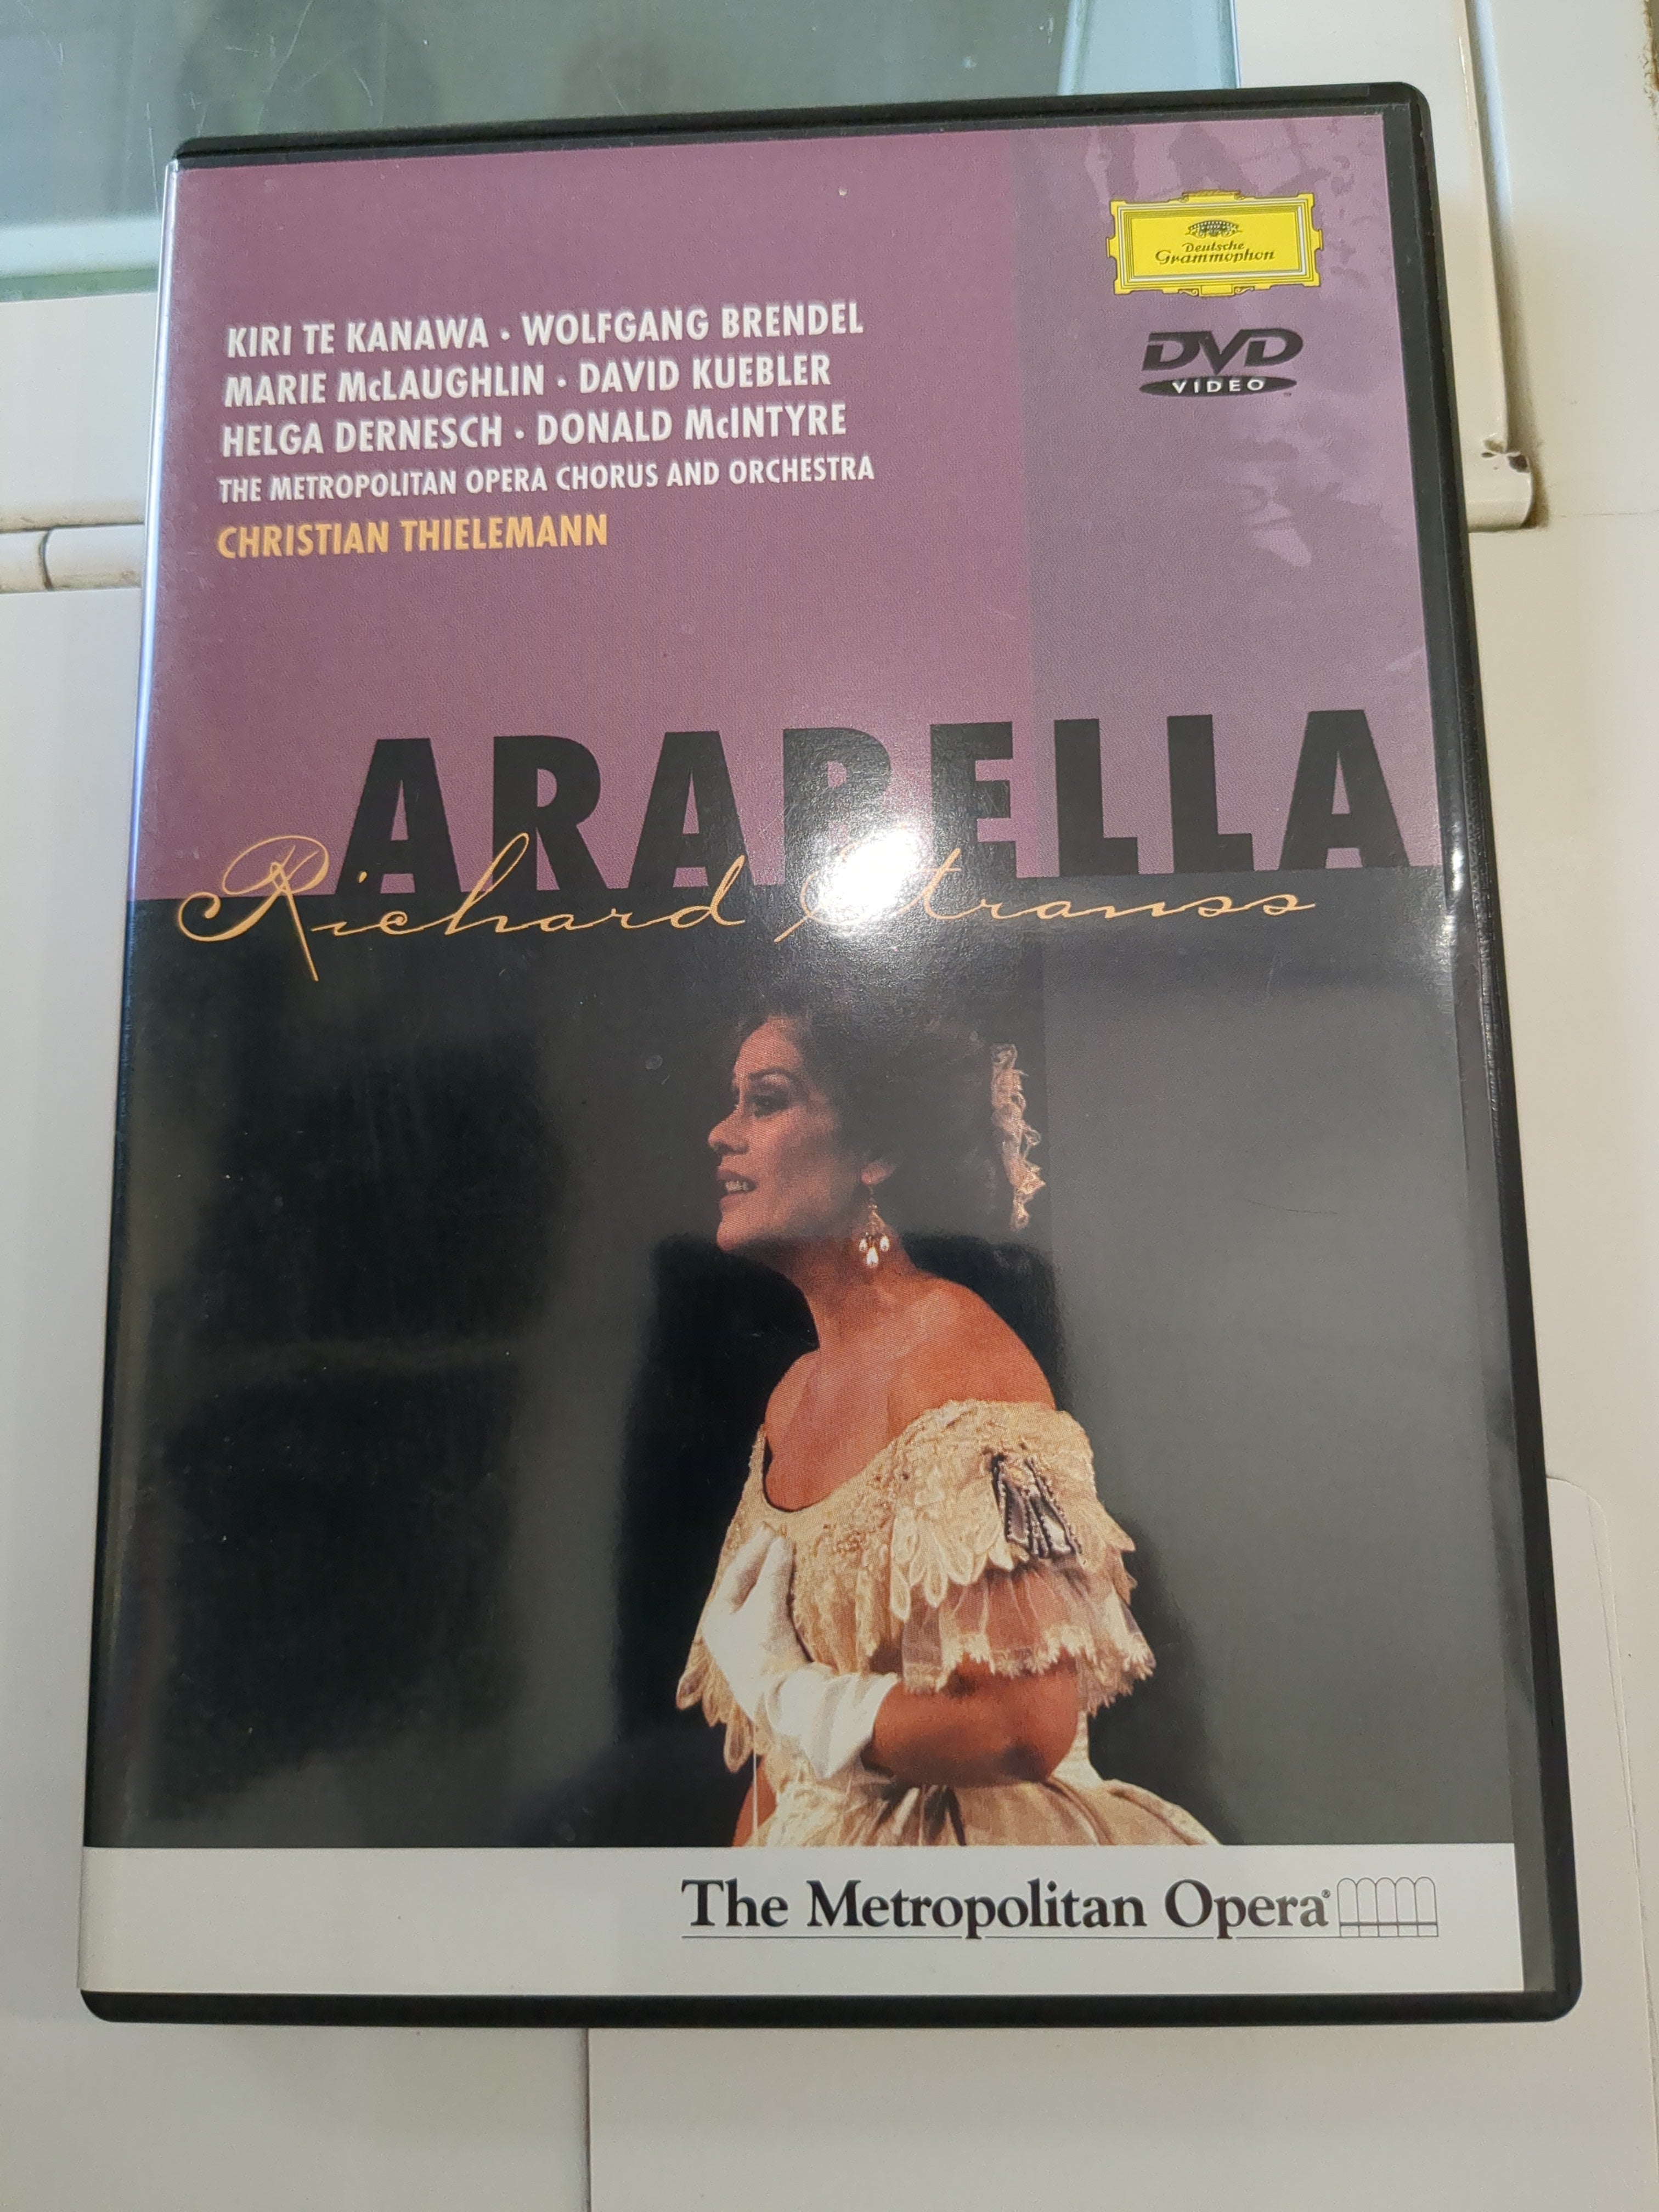 Deutsche
Grammophon
DVD
VIDEO
KIRI TE KANAWA · WOLFGANG BRENDEL
MARIE McLAUGHLIN · DAVID KUEBLER
HELGA DERNESCH · DONALD McINTYRE
THE METROPOLITAN OPERA CHORUS AND ORCHESTRA
CHRISTIAN THIELEMANN
ARABELLA
Richard Strauss
The Metropolitan Opera®